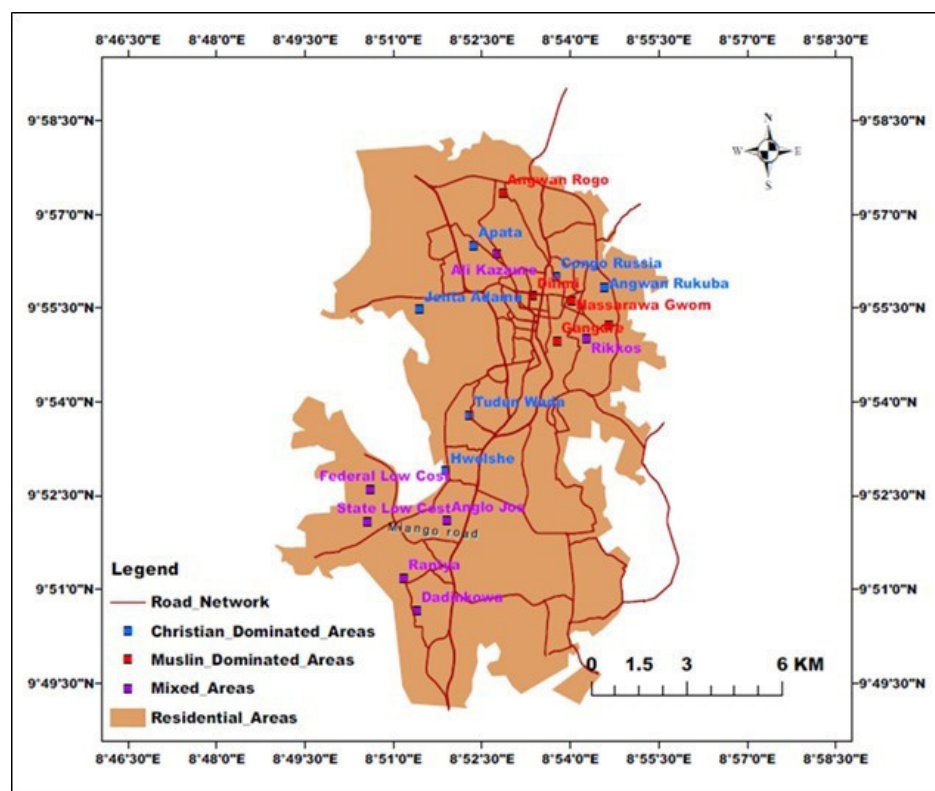 8°46'30"E 8°48'0"E 8°49'30"E 8°51'0"E 8°52'30"E 8°54'0"E 8°55'30"E 8°57'0"E 8°58'30"E
9°58'30"N 9°58'30"N
N
W E
S
Angwan Rogo
9°57'0"N 9°57'0"N
Apata
Congo Russia
Ali Kazaure
Dilimi Angwan Rukuba
Jenta Adamu Nassarawa Gwom
9°55'30"N 9°55'30"N
Gangare
Rikkos
9°54'0"N Tudun Wada 9°54'0"N
Hwolshe
Federal Low Cost
9°52'30"N 9°52'30"N
State Low Cost Anglo Jos
Miango road
Rantya
Legend
9°51'0"N 9°51'0"N
Dadinkowa
Road_Network
Christian_Dominated_Areas
Muslin_Dominated_Areas
0 1.5 3 6 KM
Mixed_Areas
9°49'30"N 9°49'30"N
Residential_Areas
8°46'30"E 8°48'0"E 8°49'30"E 8°51'0"E 8°52'30"E 8°54'0"E 8°55'30"E 8°57'0"E 8°58'30"E